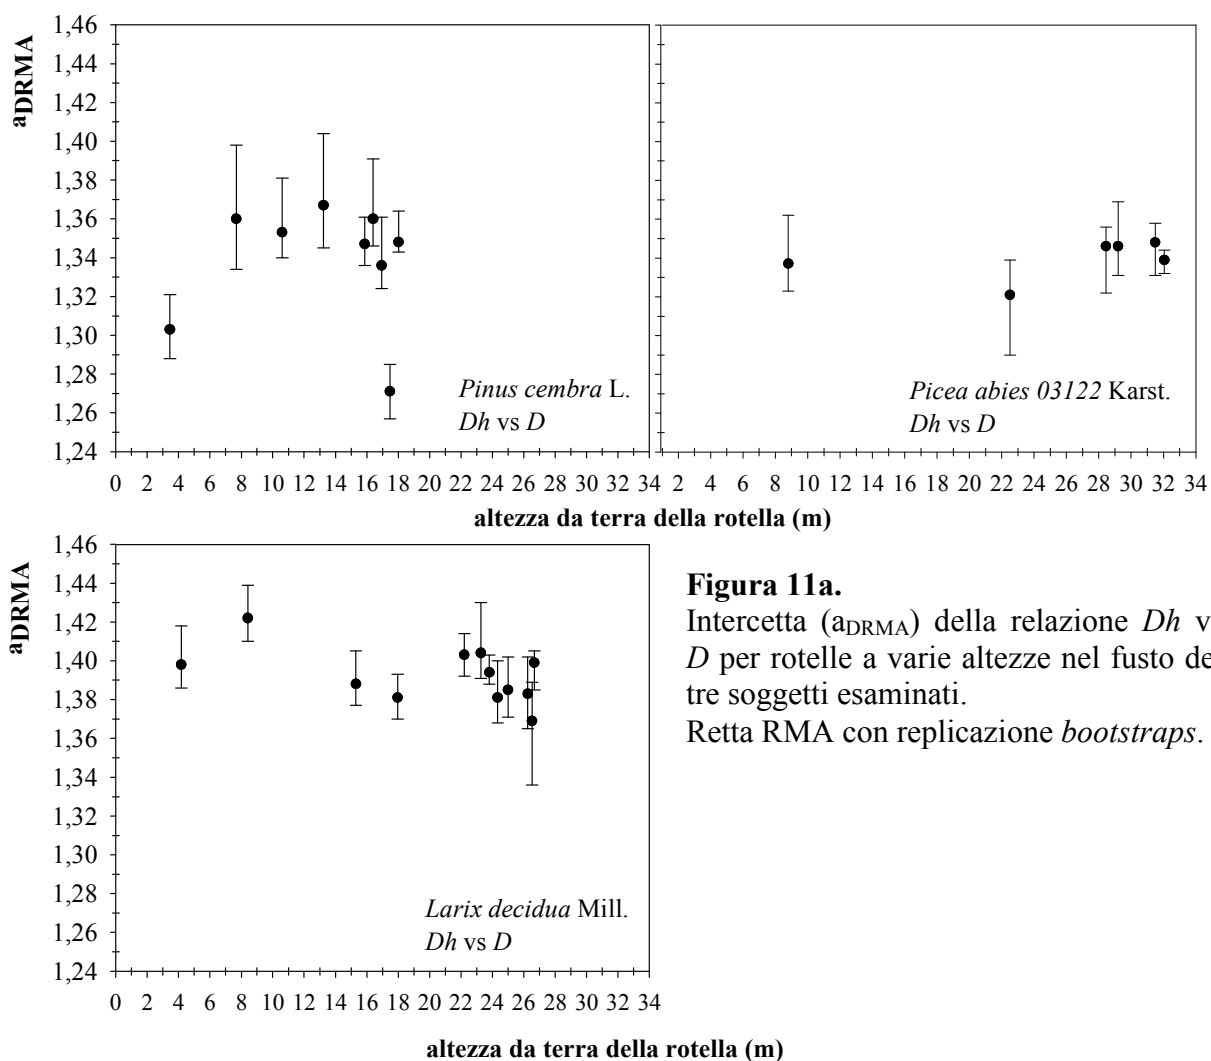 1,46
1,44
1,42
1,40
1,38
1,36
1,34
1,32
1,30
1,28
1,26
1,24
aDRMA
Pinus cembra L.
Dh vs D
0 2 4 6 8 10 12 14 16 18 20 22 24 26 28 30 32 34
Picea abies 03122 Karst.
Dh vs D
2 4 6 8 10 12 14 16 18 20 22 24 26 28 30 32 34
altezza da terra della rotella (m)
1,46
1,44
1,42
1,40
1,38
1,36
1,34
1,32
1,30
1,28
1,26
1,24
aDRMA
Larix decidua Mill.
Dh vs D
0 2 4 6 8 10 12 14 16 18 20 22 24 26 28 30 32 34
altezza da terra della rotella (m)
Figura 11a.
Intercetta (aDRMA) della relazione Dh v
D per rotelle a varie altezze nel fusto de
tre soggetti esaminati.
Retta RMA con replicazione bootstraps.